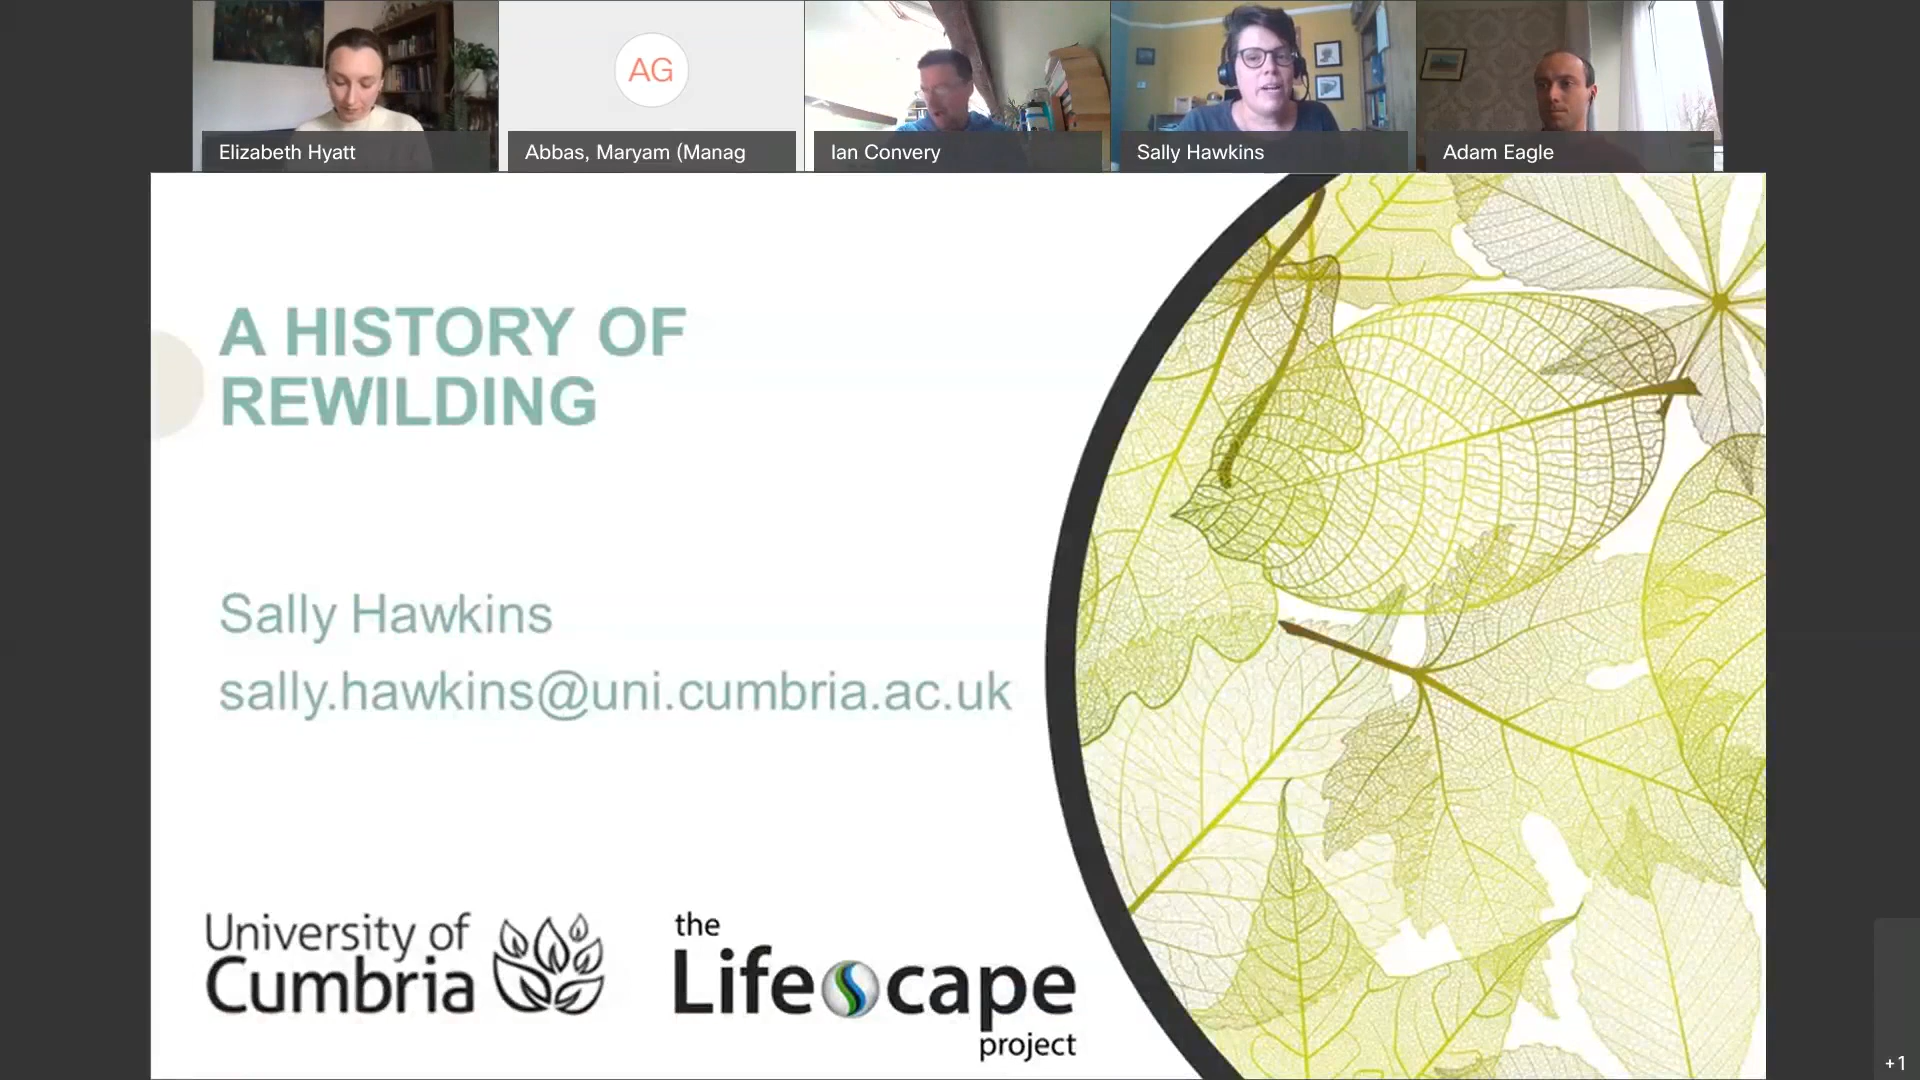 AG
Elizabeth Hyatt
Abbas, Maryam (Manag
Ian Convery
Sally Hawkins
Adam Eagle
A HISTORY OF
REWILDING
Sally Hawkins
sally.hawkins@uni.cumbria.ac.uk
University of
Cumbria
the
Lifescape
project
+1